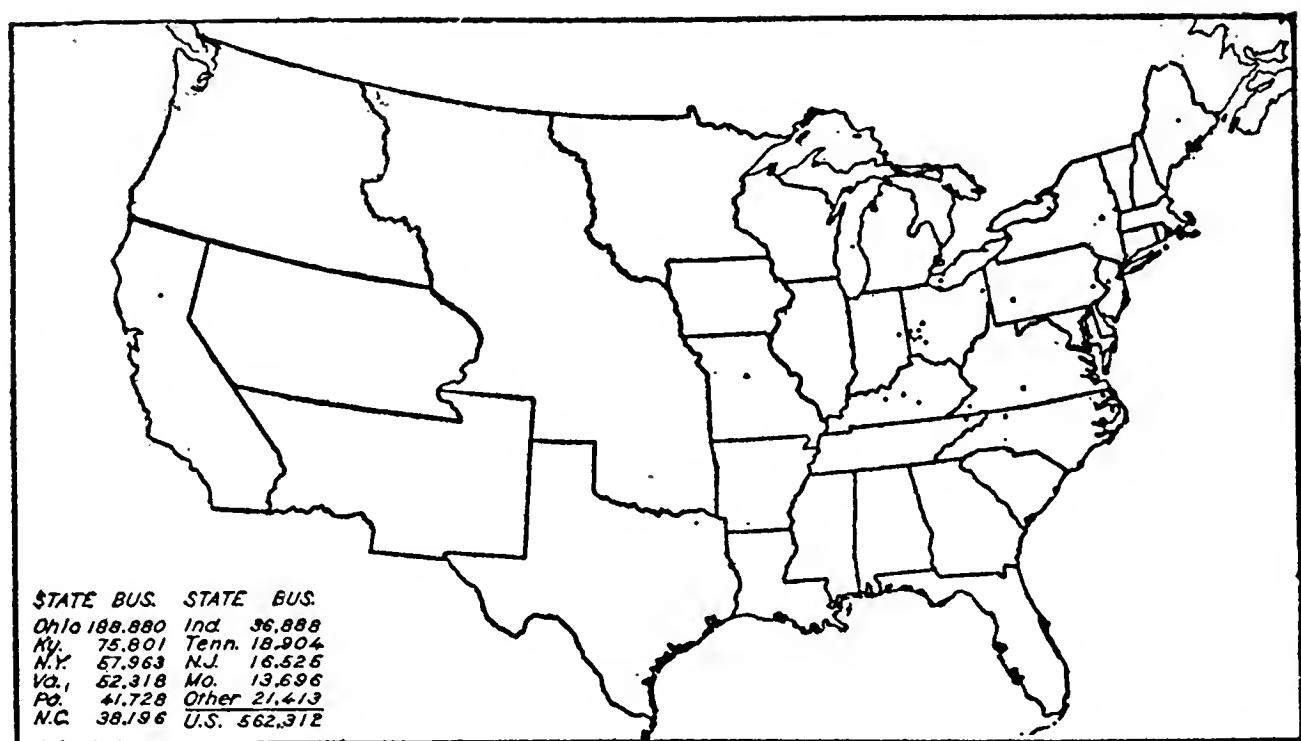 STATE BUS. STATE BUS.
Ohio 188.880 Ind. 36,888
Ky. 75.801 Tenn. 18,904
N.Y. 57,963 N.J. 16,525
Va., 52,318 Mo. 13,696
Pa. 41,728 Other 21,413
N.C. 38,196 U.S. 562,312